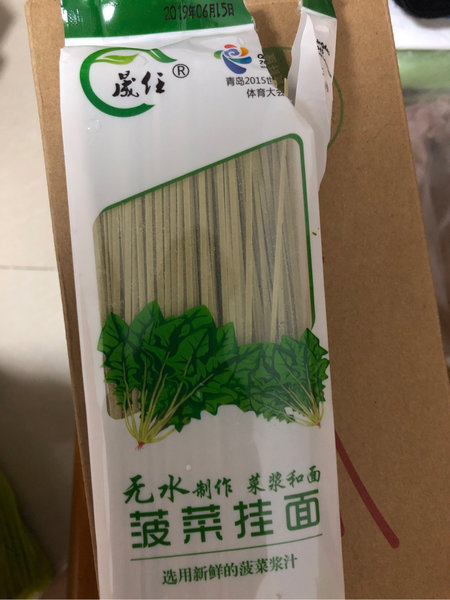 2019年06月15日
晟任®
青岛2015世
体育大会
无水制作 菜浆和面
菠菜挂面
选用新鲜的菠菜浆汁